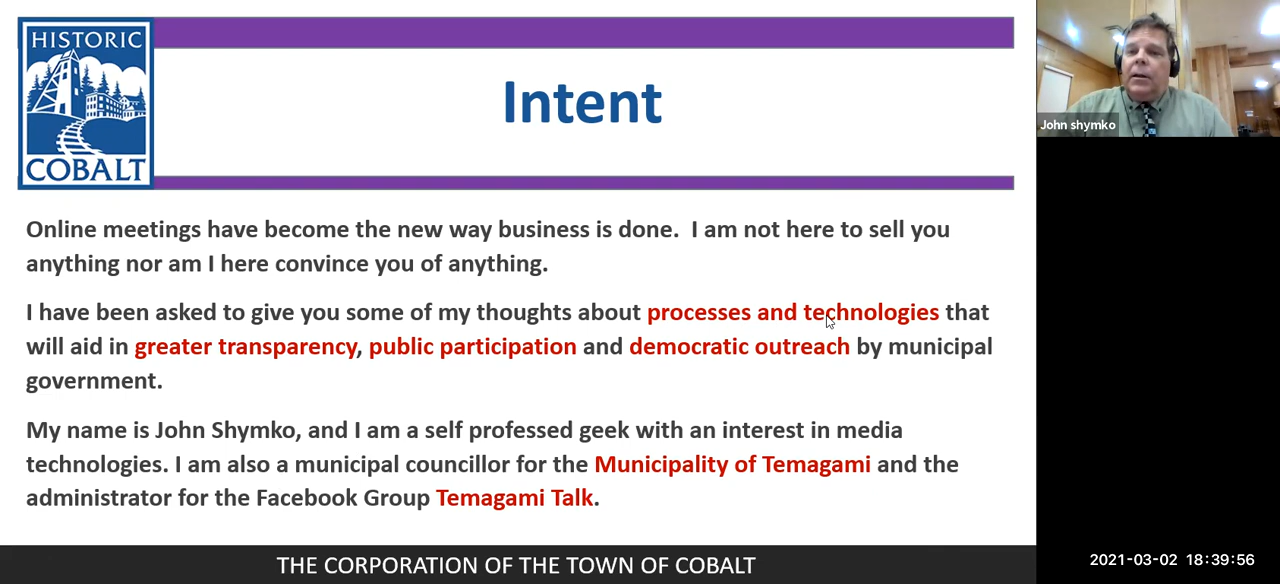 HISTORIC
COBALT
Intent
John shymko
Online meetings have become the new way business is done.  I am not here to sell you
anything nor am I here convince you of anything.
I have been asked to give you some of my thoughts about processes and technologies that
will aid in greater transparency, public participation and democratic outreach by municipal
government.
My name is John Shymko, and I am a self professed geek with an interest in media
technologies. I am also a municipal councillor for the Municipality of Temagami and the
administrator for the Facebook Group Temagami Talk.
THE CORPORATION OF THE TOWN OF COBALT
2021-03-02 18:39:56